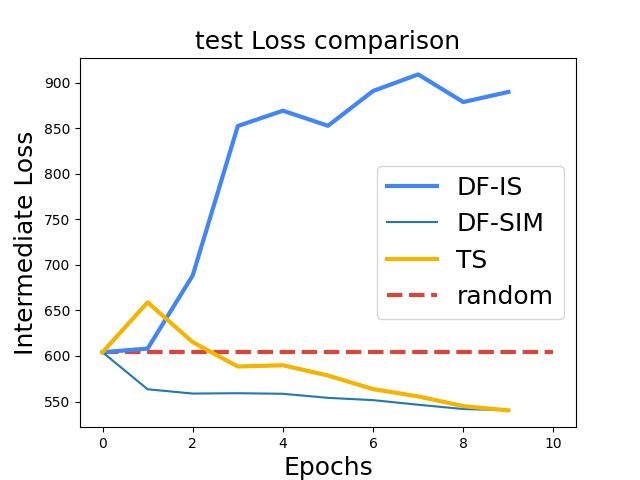 test Loss comparison
Intermediate Loss
900
850
800
750
700
650
600
550
DF-IS
DF-SIM
TS
random
0 2 4 6 8 10
Epochs